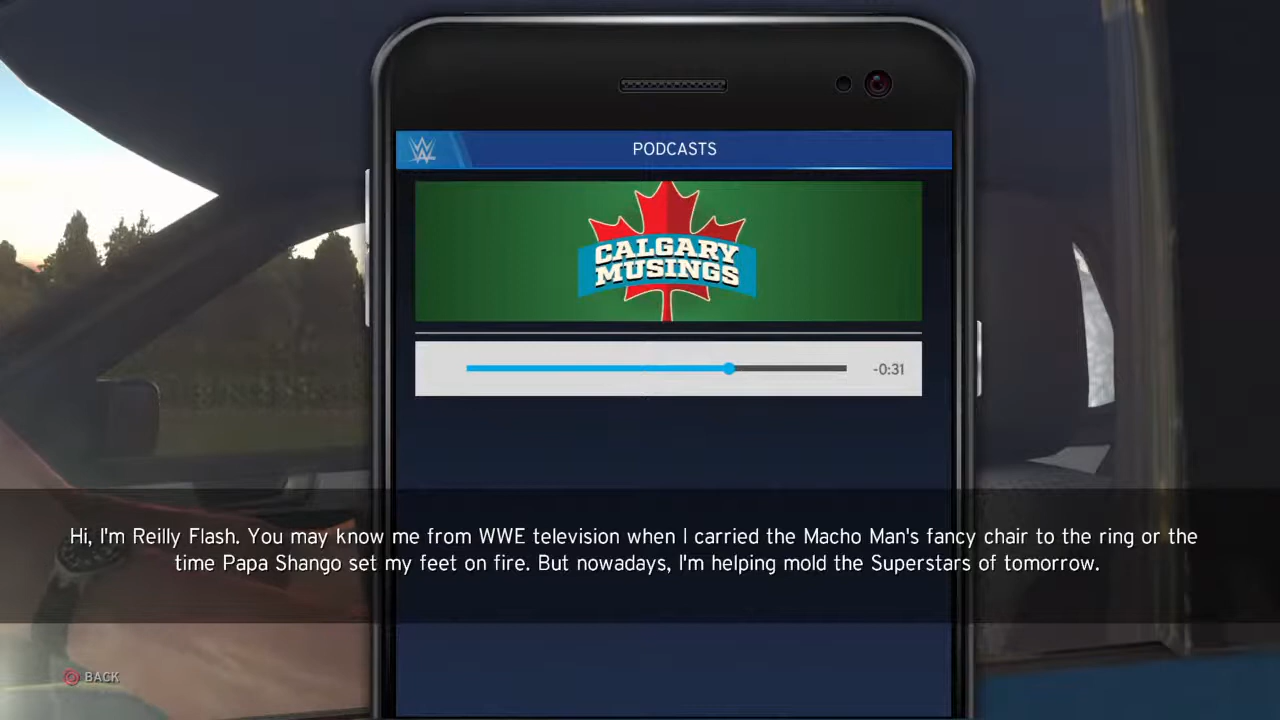 PODCASTS
CALGARY
MUSINGS
-0:31
Hi, I'm Reilly Flash. You may know me from WWE television when I carried the Macho Man's fancy chair to the ring or the
time Papa Shango set my feet on fire. But nowadays, I'm helping mold the Superstars of tomorrow.
BACK